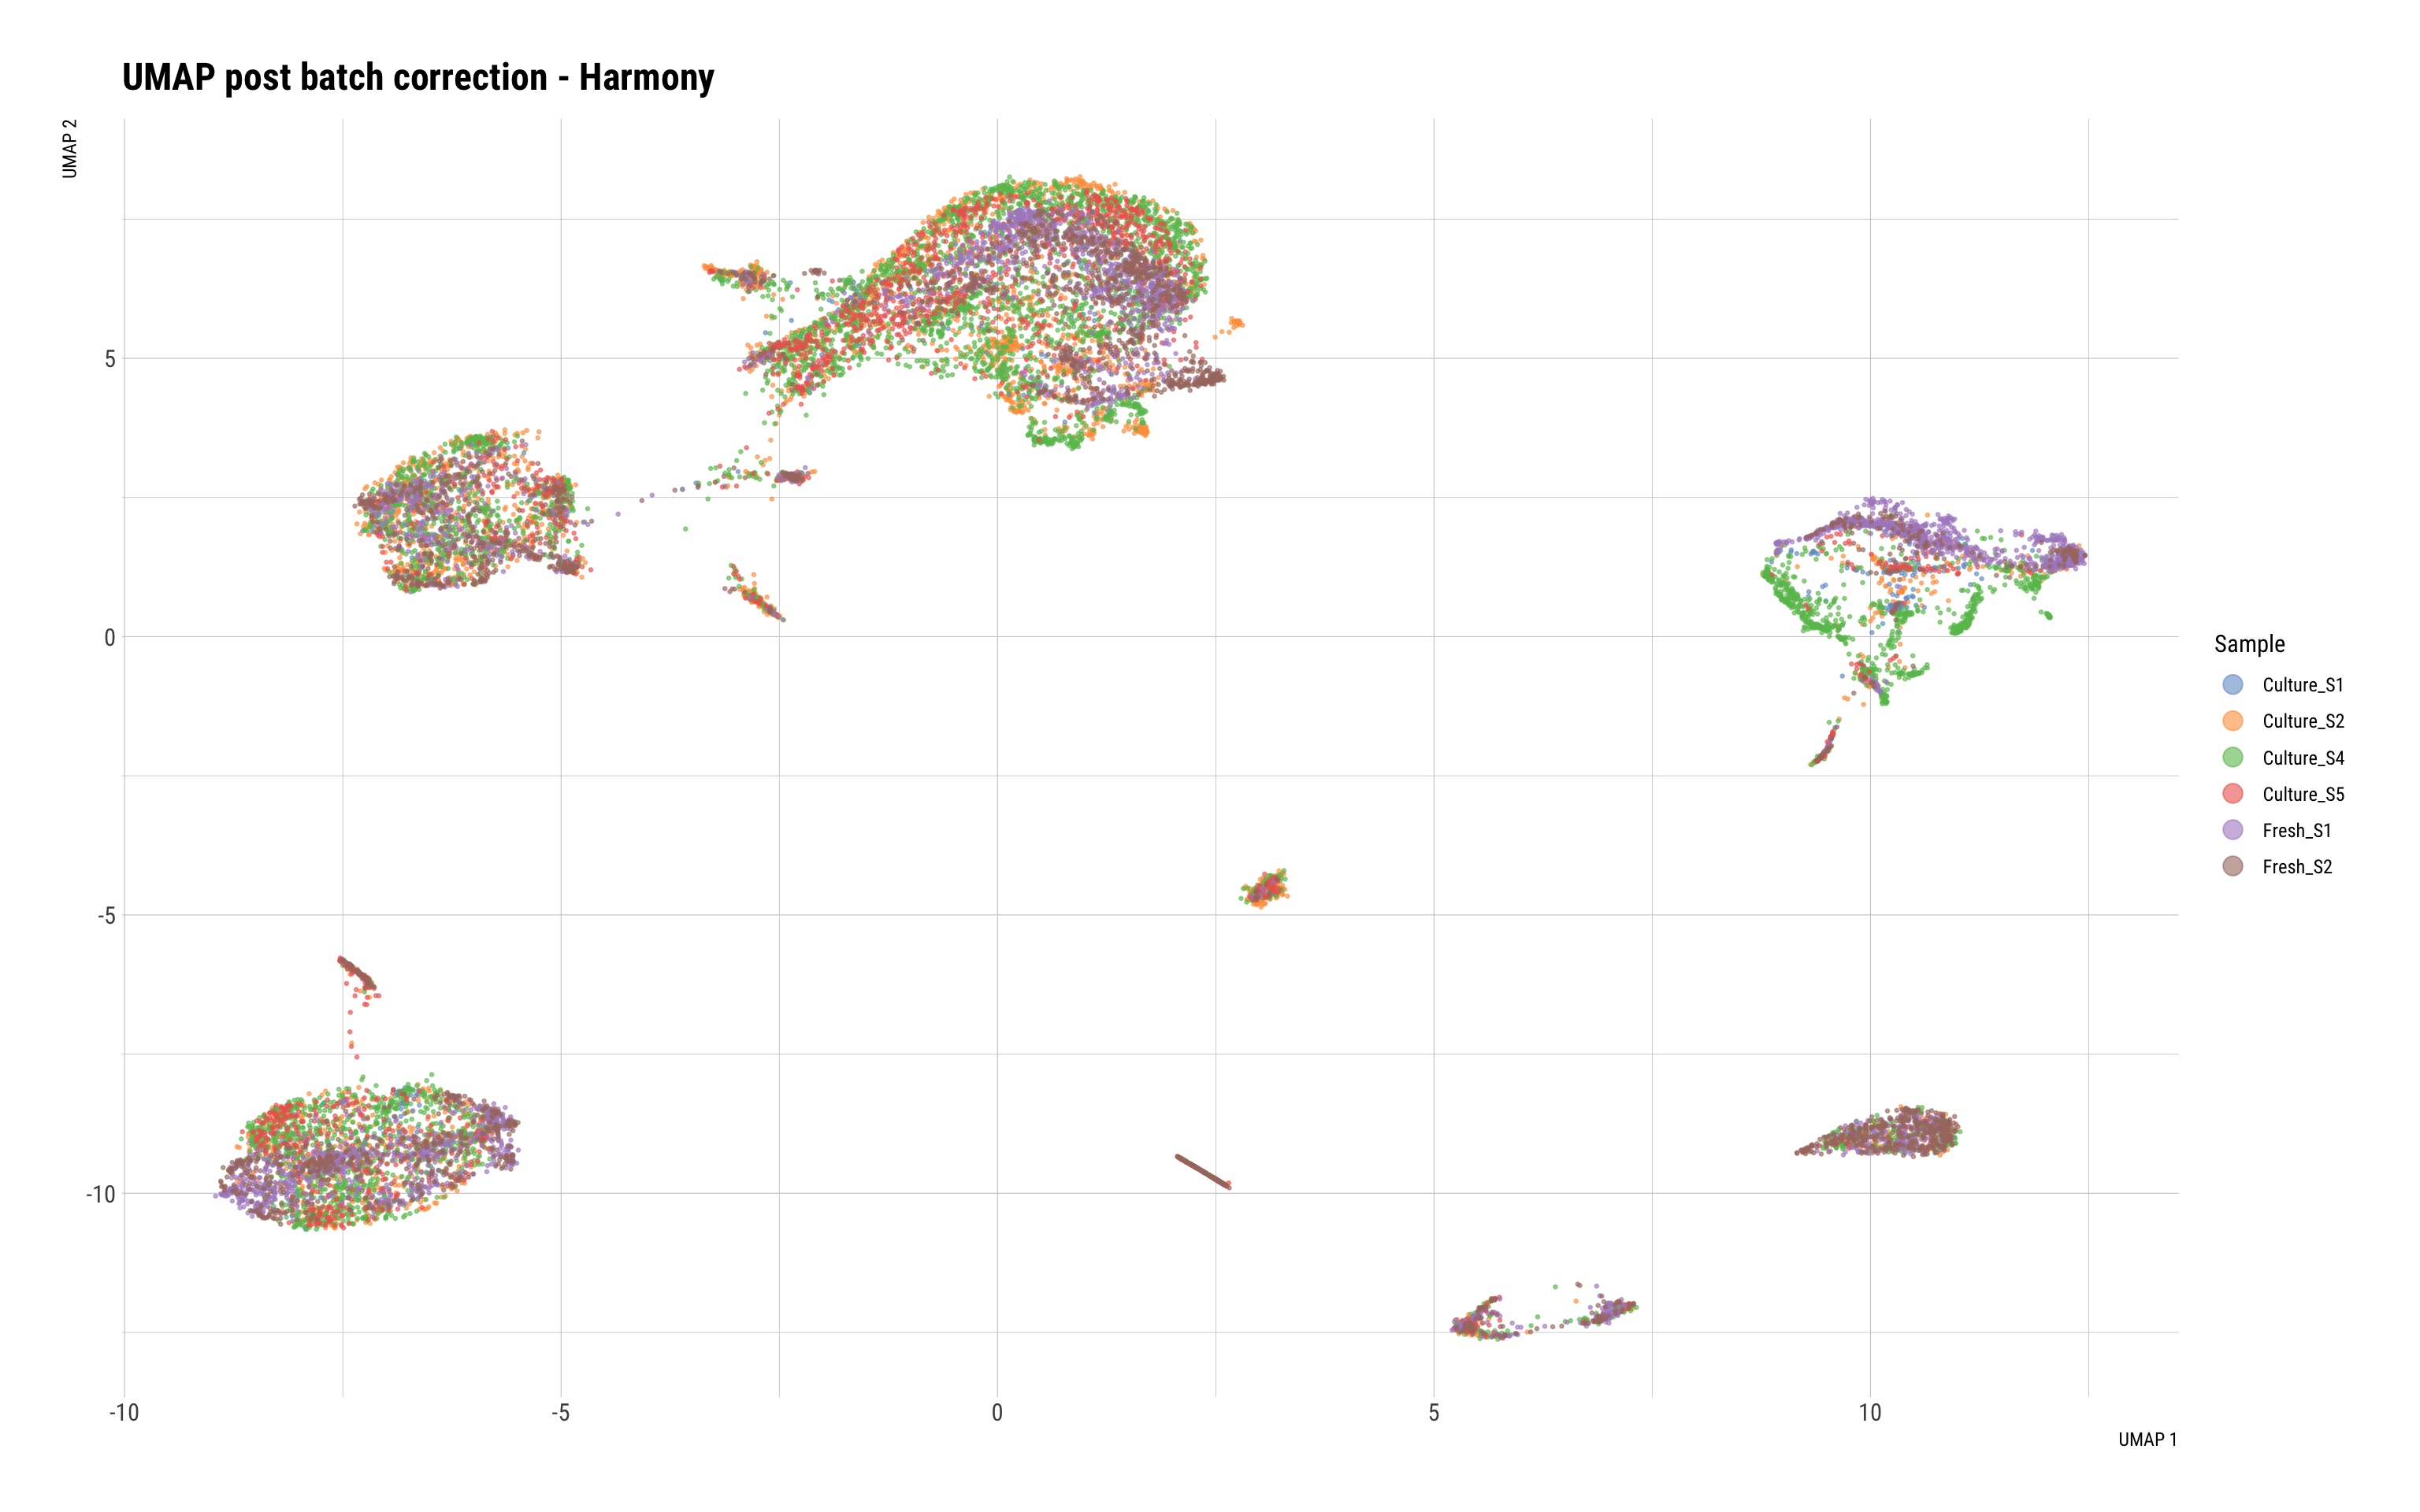 UMAP post batch correction - Harmony
UMAP 2
5
0
-5
-10
-10
-5
0
5
10
UMAP 1
Sample
Culture_S1
Culture_S2
Culture_S4
Culture_S5
Fresh_S1
Fresh_S2